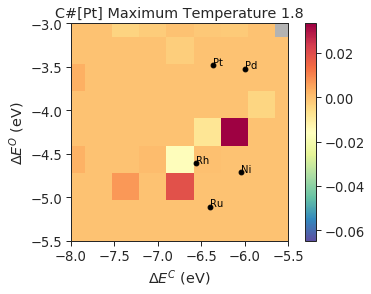 C#[Pt] Maximum Temperature 1.8
ΔE^O (eV)
−3.0
−3.5
−4.0
−4.5
−5.0
−5.5
Pt
Pd
Rh
Ni
Ru
−8.0 −7.5 −7.0 −6.5 −6.0 −5.5
ΔE^C (eV)
0.02
0.00
−0.02
−0.04
−0.06